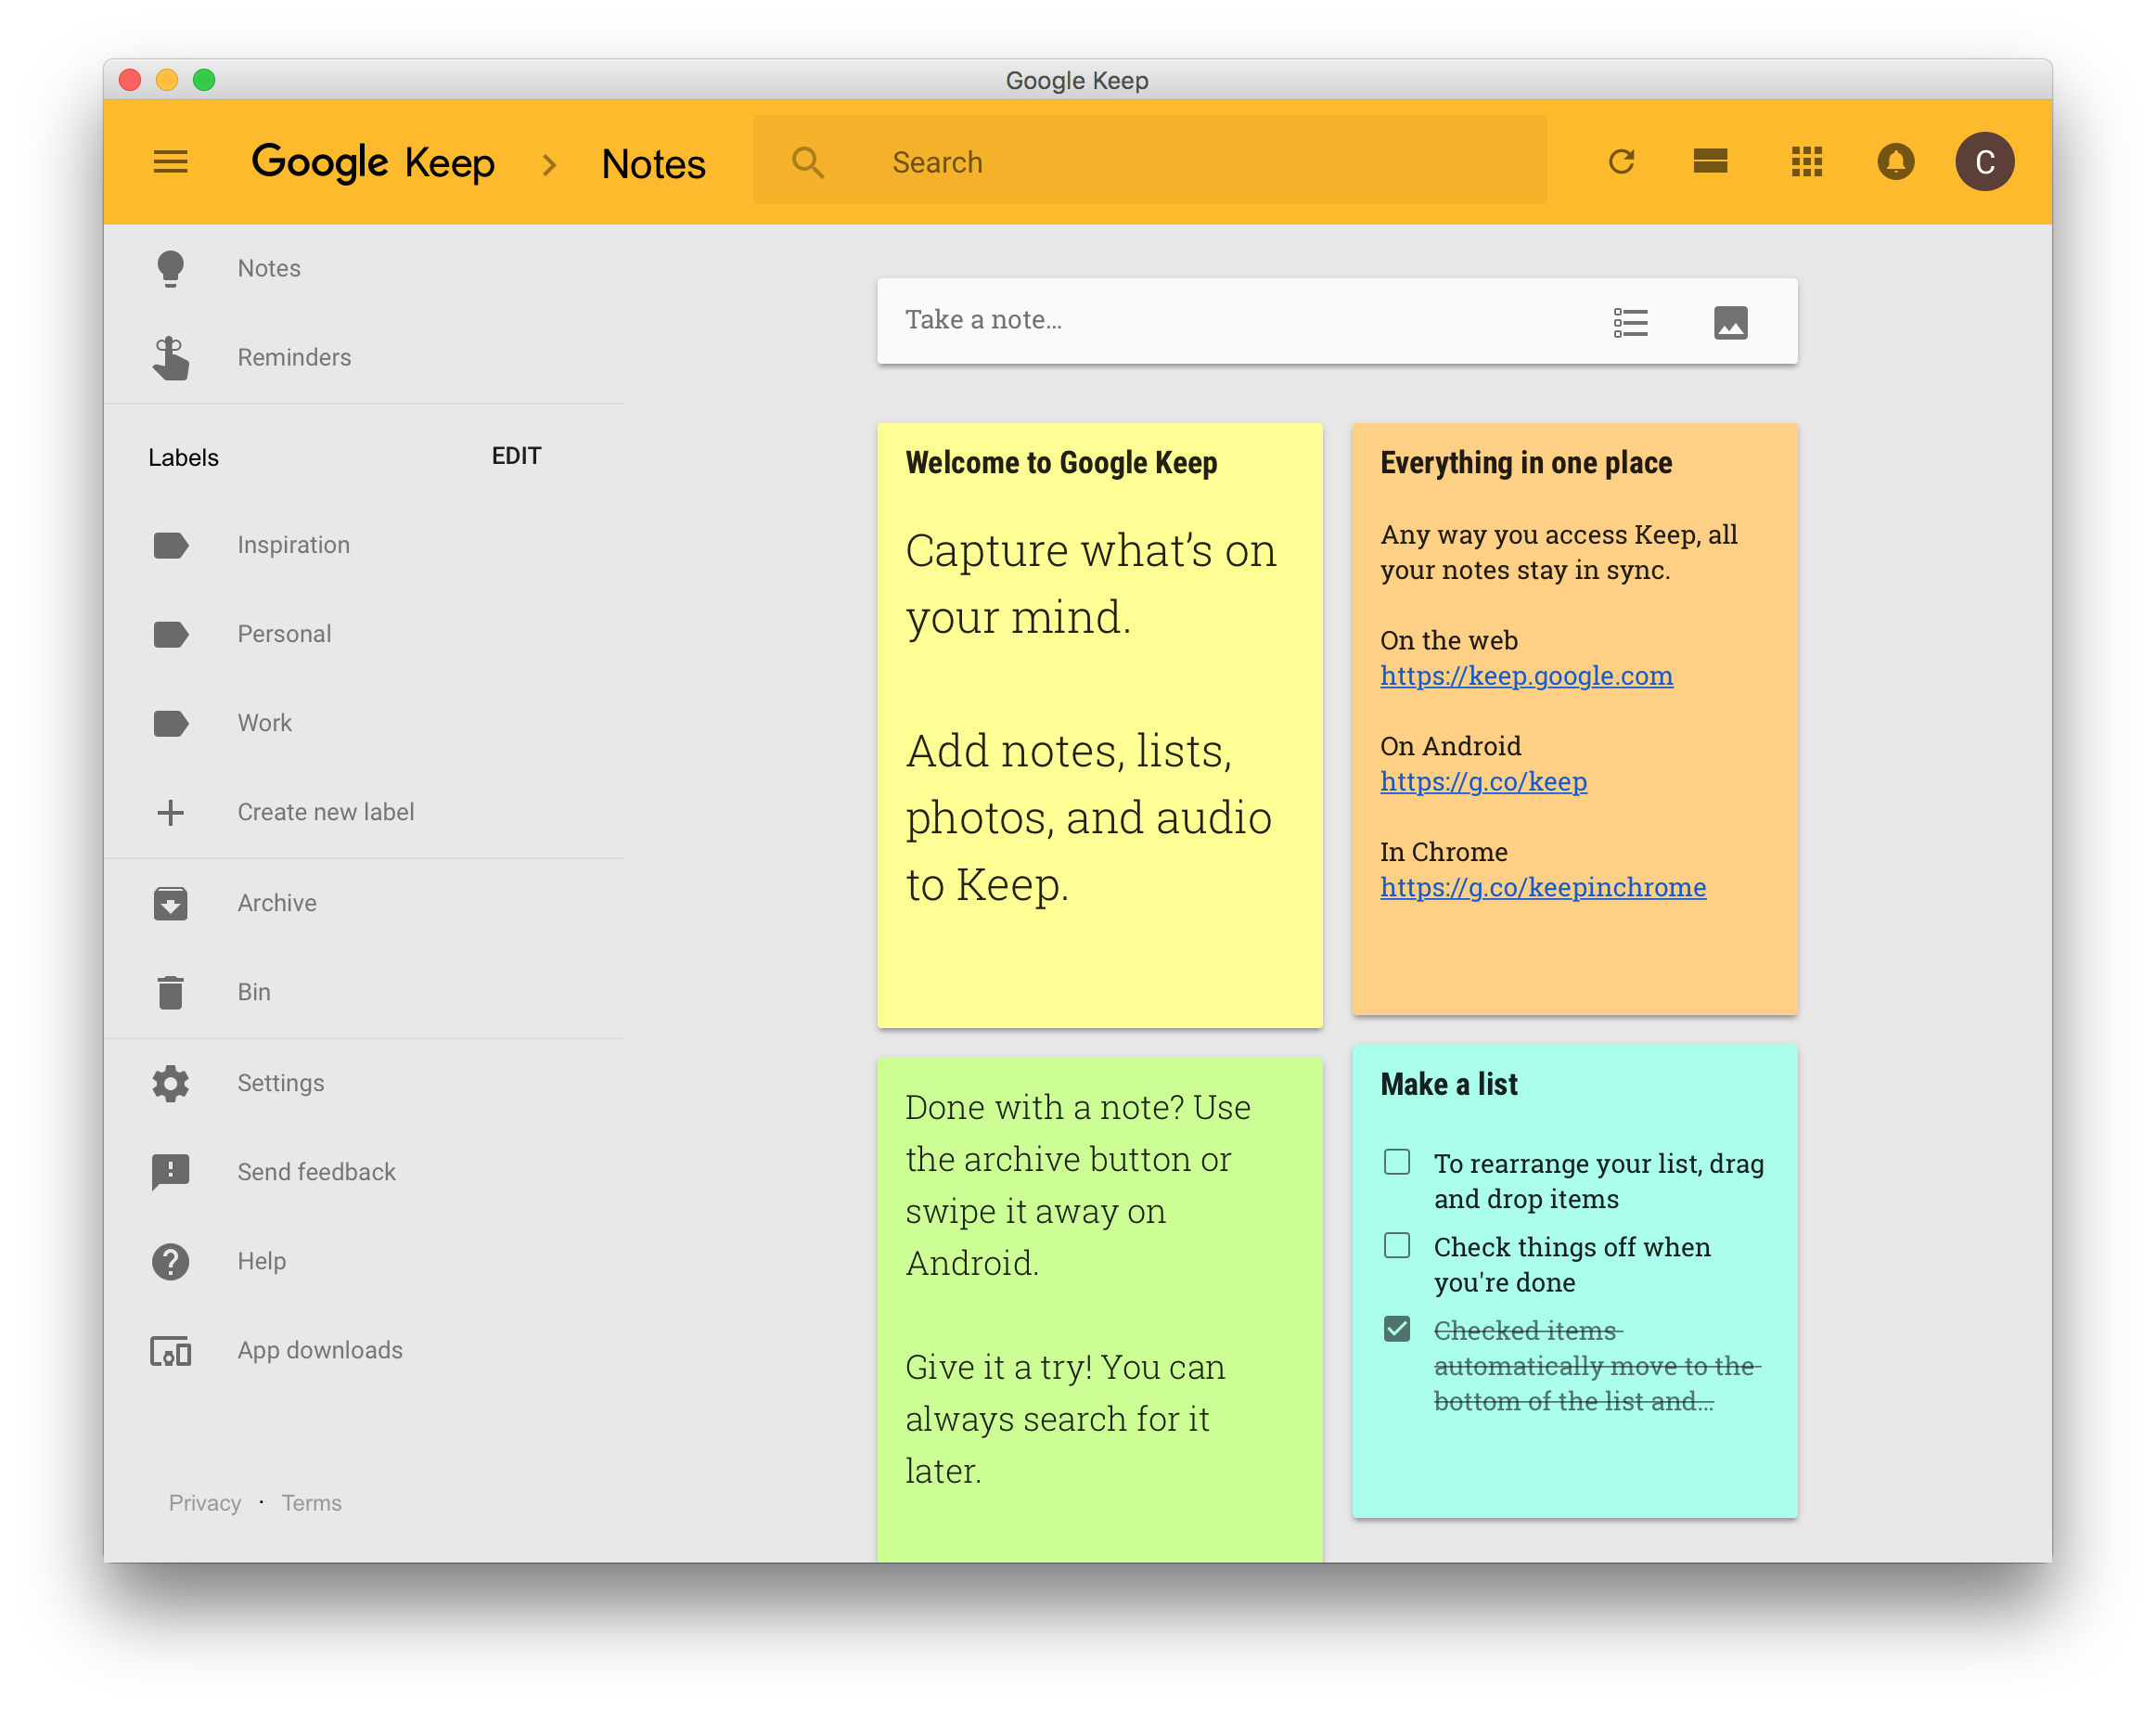 Google Keep
Google Keep > Notes
Search
C
Notes
Reminders
Labels
EDIT
Inspiration
Personal
Work
Create new label
Archive
Bin
Settings
Send feedback
Help
App downloads
Privacy · Terms
Take a note...
Welcome to Google Keep
Capture what’s on
your mind.
Add notes, lists,
photos, and audio
to Keep.
Everything in one place
Any way you access Keep, all
your notes stay in sync.
On the web
https://keep.google.com
On Android
https://g.co/keep
In Chrome
https://g.co/keepinchrome
Done with a note? Use
the archive button or
swipe it away on
Android.
Give it a try! You can
always search for it
later.
Make a list
To rearrange your list, drag
and drop items
Check things off when
you're done
Checked items
automatically move to the
bottom of the list and...